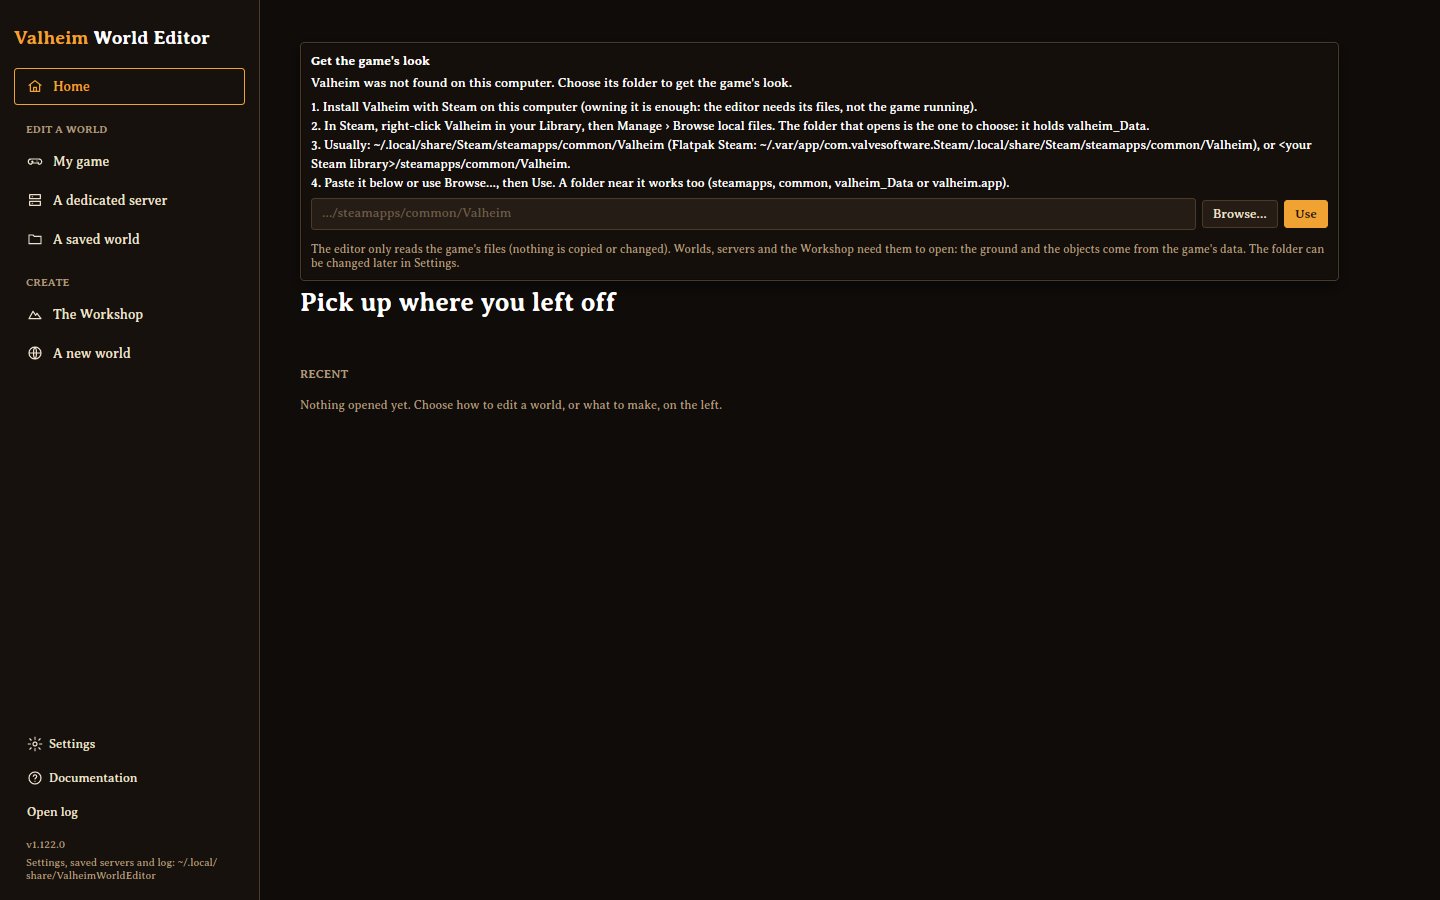 Valheim World Editor
Home
EDIT A WORLD
My game
A dedicated server
A saved world
CREATE
The Workshop
A new world
Settings
Documentation
Open log
v1.122.0
Settings, saved servers and log: ~/.local/
share/ValheimWorldEditor
Get the game's look
Valheim was not found on this computer. Choose its folder to get the game's look.
1. Install Valheim with Steam on this computer (owning it is enough: the editor needs its files, not the game running).
2. In Steam, right-click Valheim in your Library, then Manage › Browse local files. The folder that opens is the one to choose: it holds valheim_Data.
3. Usually: ~/.local/share/Steam/steamapps/common/Valheim (Flatpak Steam: ~/.var/app/com.valvesoftware.Steam/.local/share/Steam/steamapps/common/Valheim), or <your
Steam library>/steamapps/common/Valheim.
4. Paste it below or use Browse..., then Use. A folder near it works too (steamapps, common, valheim_Data or valheim.app).
.../steamapps/common/Valheim
Browse...
Use
The editor only reads the game's files (nothing is copied or changed). Worlds, servers and the Workshop need them to open: the ground and the objects come from the game's data. The folder can
be changed later in Settings.
Pick up where you left off
RECENT
Nothing opened yet. Choose how to edit a world, or what to make, on the left.